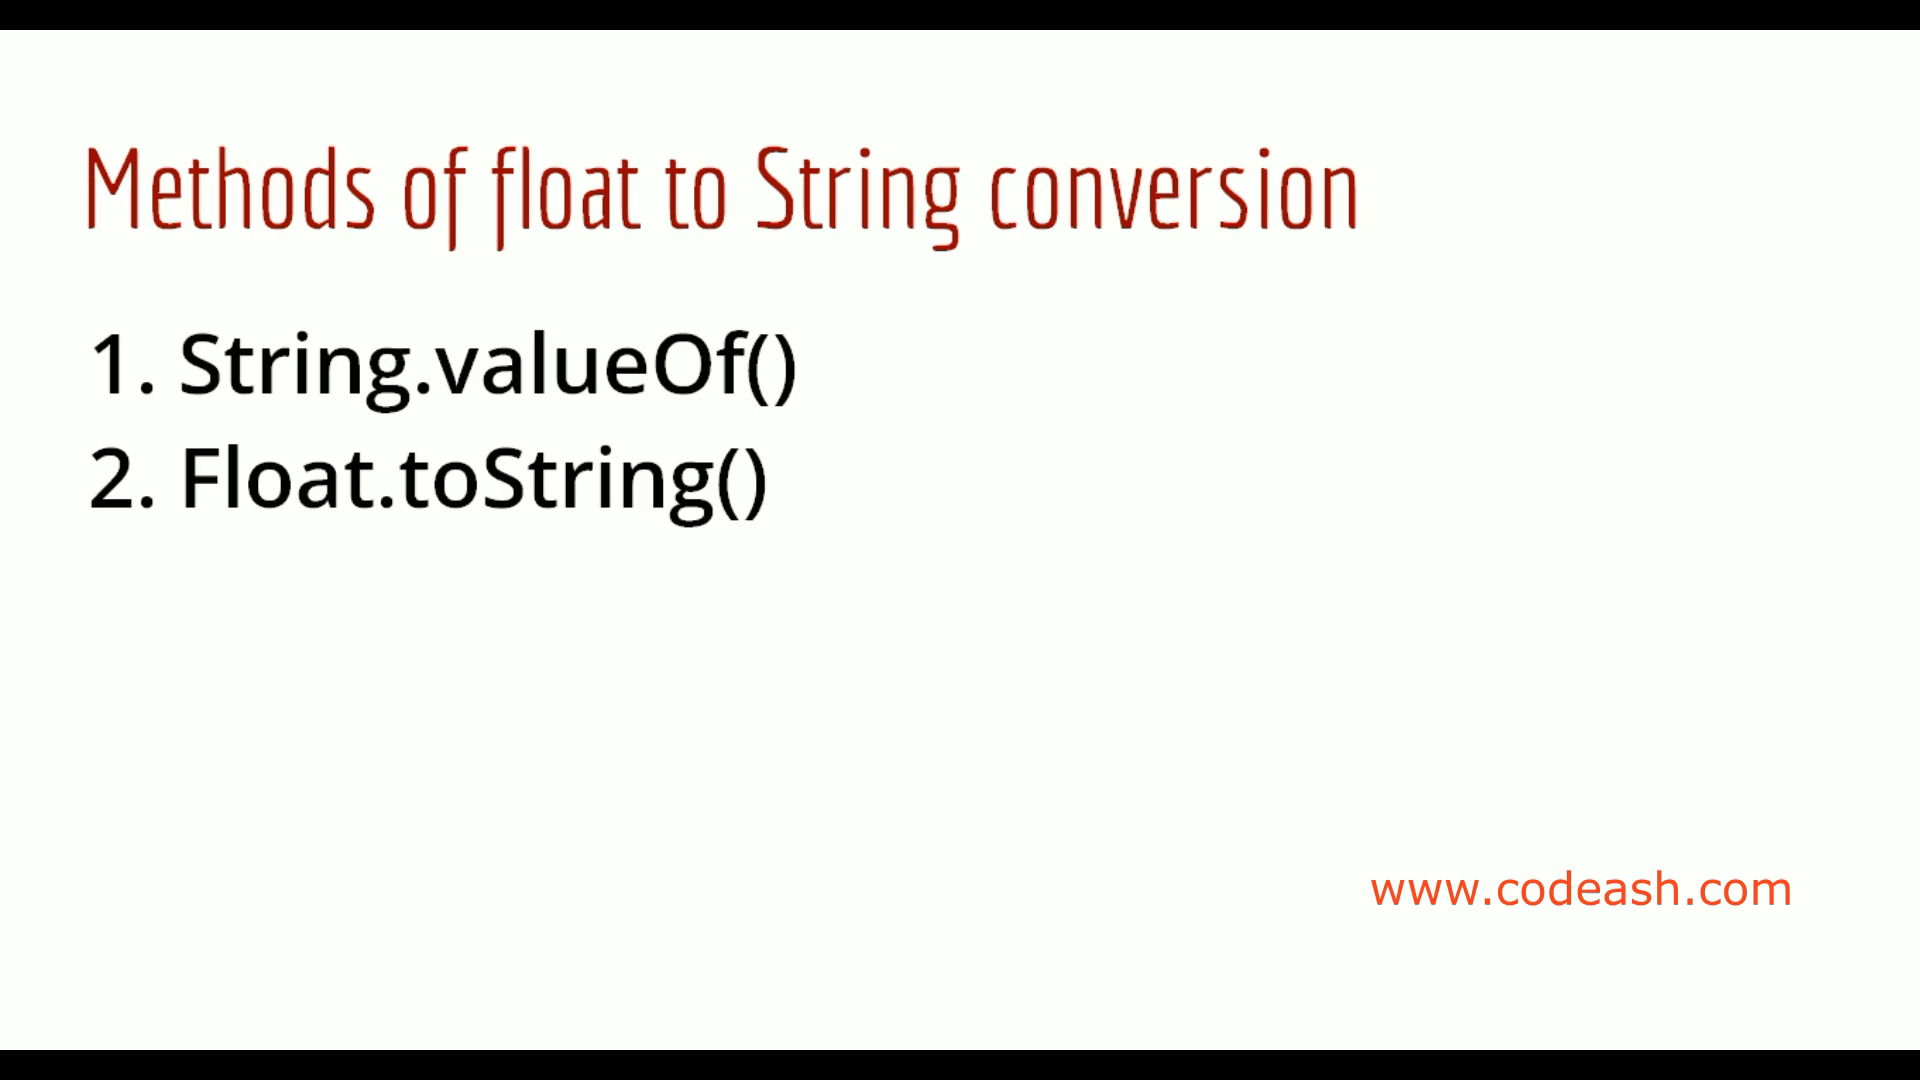 Methods of float to String conversion
1. String.valueOf()
2. Float.toString()
www.codeash.com